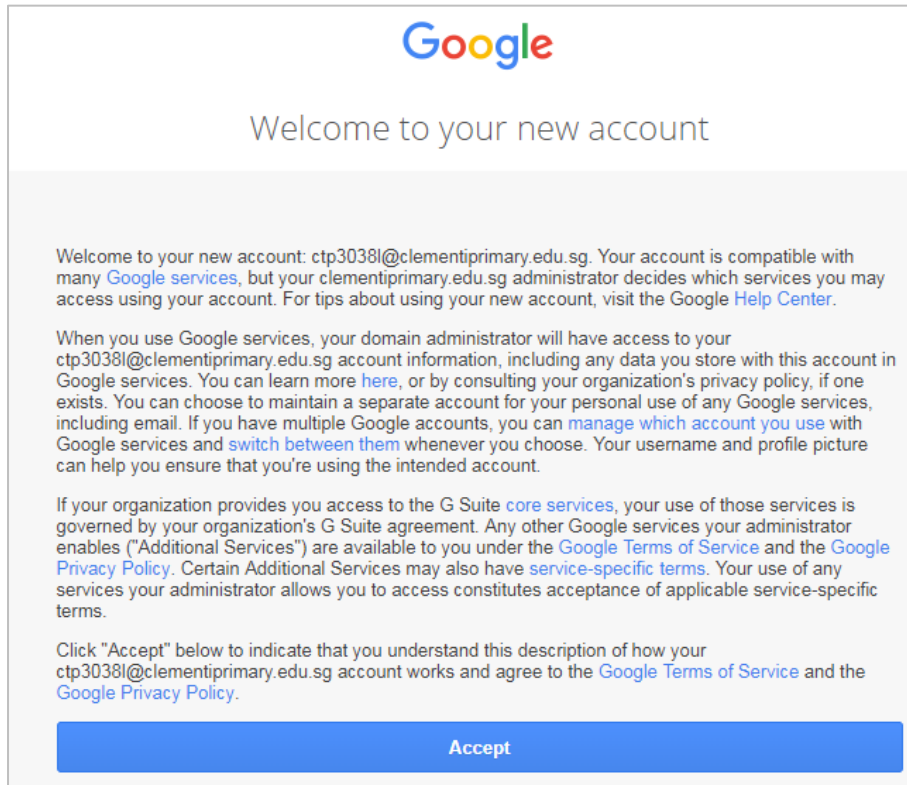 Google
Welcome to your new account
Welcome to your new account: ctp3038l@clementiprimary.edu.sg. Your account is compatible with
many Google services, but your clementiprimary.edu.sg administrator decides which services you may
access using your account. For tips about using your new account, visit the Google Help Center.
When you use Google services, your domain administrator will have access to your
ctp3038l@clementiprimary.edu.sg account information, including any data you store with this account in
Google services. You can learn more here, or by consulting your organization's privacy policy, if one
exists. You can choose to maintain a separate account for your personal use of any Google services,
including email. If you have multiple Google accounts, you can manage which account you use with
Google services and switch between them whenever you choose. Your username and profile picture
can help you ensure that you're using the intended account.
If your organization provides you access to the G Suite core services, your use of those services is
governed by your organization's G Suite agreement. Any other Google services your administrator
enables ("Additional Services") are available to you under the Google Terms of Service and the Google
Privacy Policy. Certain Additional Services may also have service-specific terms. Your use of any
services your administrator allows you to access constitutes acceptance of applicable service-specific
terms.
Click "Accept" below to indicate that you understand this description of how your
ctp3038l@clementiprimary.edu.sg account works and agree to the Google Terms of Service and the
Google Privacy Policy.
Accept